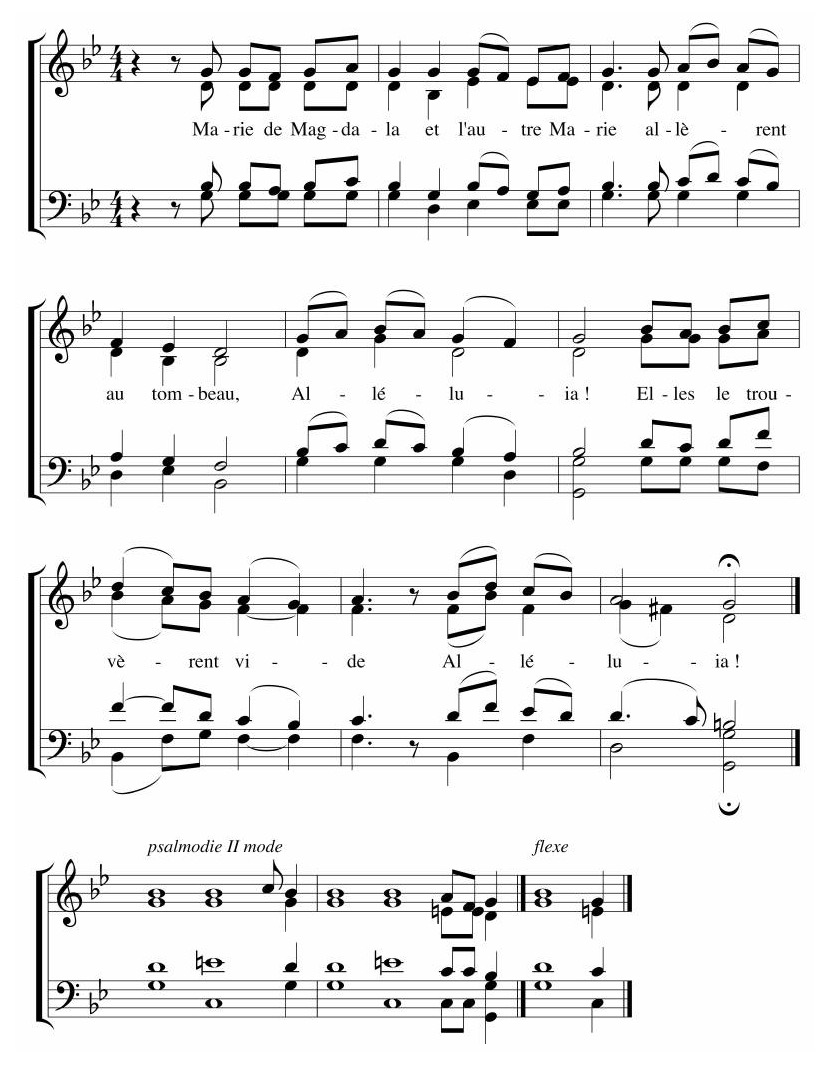 Ma - rie de Mag - da - la et l'au - tre Ma - rie al - lè - rent
au tom - beau, Al - lé - lu - ia ! El - les le trou -
vè - rent vi - de Al - lé - lu - ia !
psalmodie II mode flexe